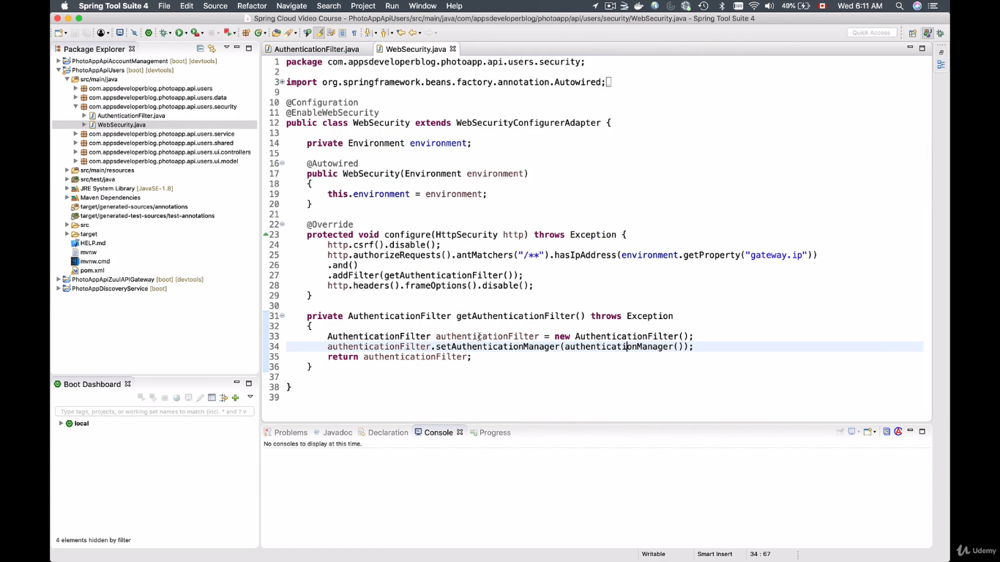 Spring Tool Suite 4 File Edit Source Refactor Navigate Search Project Run Window Help 49% Wed 6:11 AM
Spring Cloud Video Course - PhotoAppApiUsers/src/main/java/com/appsdeveloperblog/photoapp/api/users/security/WebSecurity.java - Spring Tool Suite 4
Quick Access
Package Explorer
PhotoAppApiAccountManagement [boot] [devtools]
PhotoAppApiUsers [boot] [devtools]
src/main/java
com.appsdeveloperblog.photoapp.api.users
com.appsdeveloperblog.photoapp.api.users.data
com.appsdeveloperblog.photoapp.api.users.security
AuthenticationFilter.java
WebSecurity.java
com.appsdeveloperblog.photoapp.api.users.service
com.appsdeveloperblog.photoapp.api.users.shared
com.appsdeveloperblog.photoapp.api.users.ui.controllers
com.appsdeveloperblog.photoapp.api.users.ui.model
src/main/resources
src/test/java
JRE System Library [JavaSE-1.8]
Maven Dependencies
target/generated-sources/annotations
target/generated-test-sources/test-annotations
src
target
HELP.md
mvnw
mvnw.cmd
pom.xml
PhotoAppApiZuulAPIGateway [boot] [devtools]
PhotoAppDiscoveryService [boot]
Boot Dashboard
Type tags, projects, or working set names to match (incl. * and ? v
local
4 elements hidden by filter
AuthenticationFilter.java WebSecurity.java
1 package com.appsdeveloperblog.photoapp.api.users.security;
2
3 import org.springframework.beans.factory.annotation.Autowired;
9
10 @Configuration
11 @EnableWebSecurity
12 public class WebSecurity extends WebSecurityConfigurerAdapter {
13
14 private Environment environment;
15
16 @Autowired
17 public WebSecurity(Environment environment)
18 {
19 this.environment = environment;
20 }
21
22 @Override
23 protected void configure(HttpSecurity http) throws Exception {
24 http.csrf().disable();
25 http.authorizeRequests().antMatchers("/**").hasIpAddress(environment.getProperty("gateway.ip"))
26 .and()
27 .addFilter(getAuthenticationFilter());
28 http.headers().frameOptions().disable();
29 }
30
31 private AuthenticationFilter getAuthenticationFilter() throws Exception
32 {
33 AuthenticationFilter authenticationFilter = new AuthenticationFilter();
34 authenticationFilter.setAuthenticationManager(authenticationManager());
35 return authenticationFilter;
36 }
37
38 }
39
Problems Javadoc Declaration Console Progress
No consoles to display at this time.
Writable Smart Insert 34 : 67
Udemy